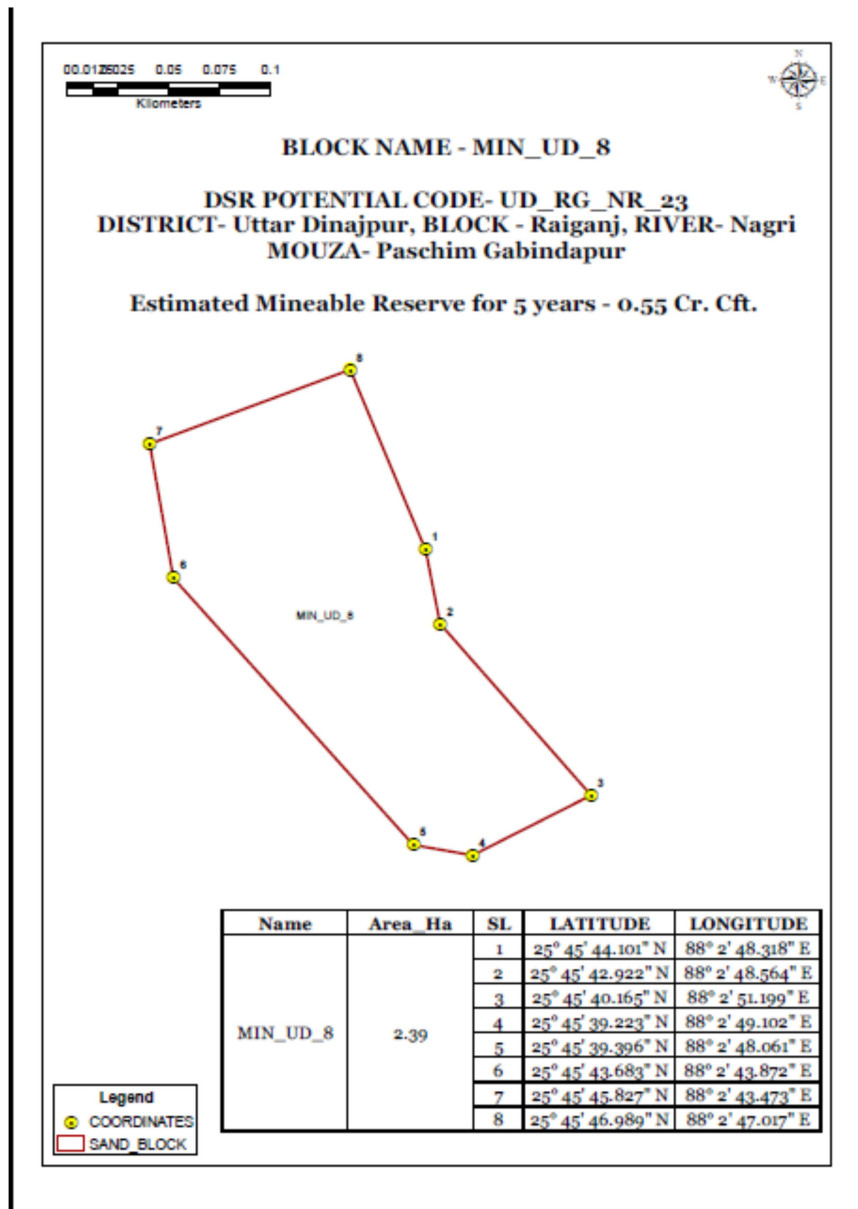 00.0125025 0.05 0.075 0.1
Kilometers
N
W E
S
BLOCK NAME - MIN_UD_8
DSR POTENTIAL CODE- UD_RG_NR_23
DISTRICT- Uttar Dinajpur, BLOCK - Raiganj, RIVER- Nagri
MOUZA- Paschim Gabindapur
Estimated Mineable Reserve for 5 years - 0.55 Cr. Cft.
8
7
1
6
2
MIN_UD_8
3
5
4
Name Area_Ha SL LATITUDE LONGITUDE
1 25° 45' 44.101" N 88° 2' 48.318" E
2 25° 45' 42.922" N 88° 2' 48.564" E
3 25° 45' 40.165" N 88° 2' 51.199" E
MIN_UD_8 2.39 4 25° 45' 39.223" N 88° 2' 49.102" E
5 25° 45' 39.396" N 88° 2' 48.061" E
6 25° 45' 43.683" N 88° 2' 43.872" E
7 25° 45' 45.827" N 88° 2' 43.473" E
8 25° 45' 46.989" N 88° 2' 47.017" E
Legend
COORDINATES
SAND_BLOCK